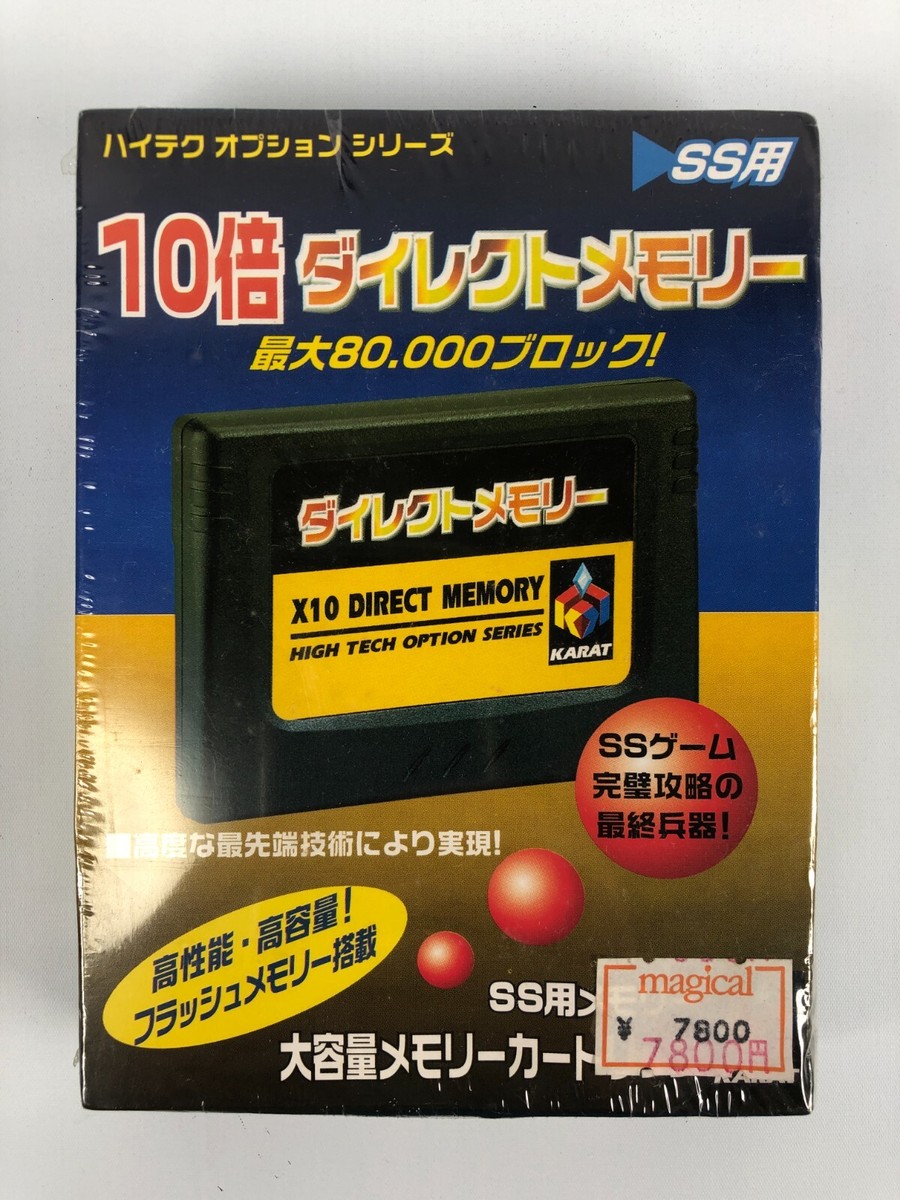 ハイテク オプション シリーズ
SS用
10倍 ダイレクトメモリー
最大80.000ブロック!
ダイレクトメモリー
X10 DIRECT MEMORY
HIGH TECH OPTION SERIES
KARAT
SSゲーム
完璧攻略の
最終兵器!
高度な最先端技術により実現!
高性能・高容量!
フラッシュメモリー搭載
SS用メモ
大容量メモリーカート
magical
¥ 7800
7800円